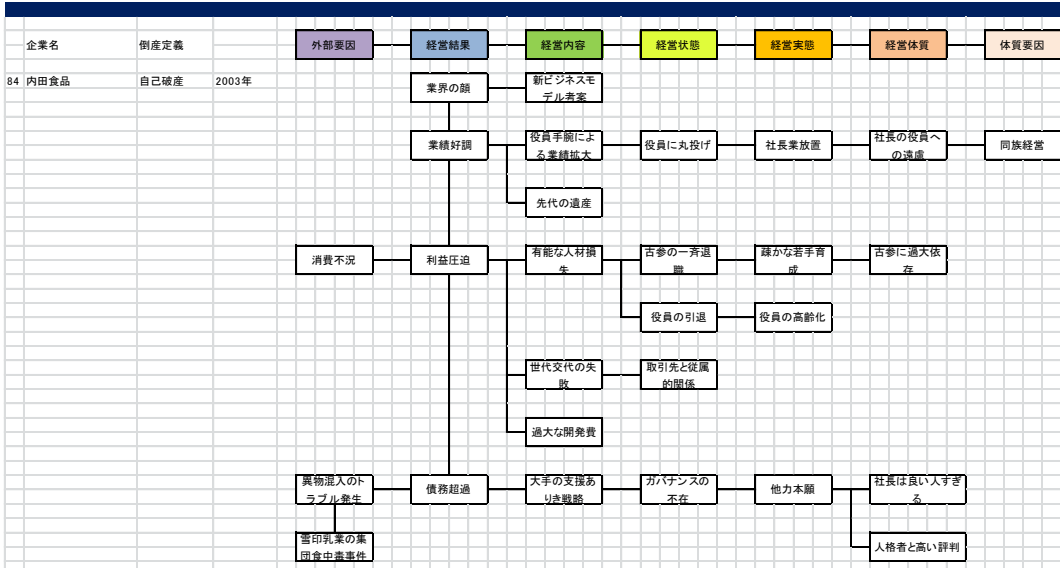 企業名 倒産定義 外部要因 経営結果 経営内容 経営状態 経営実態 経営体質 体質要因
84 内田食品 自己破産 2003年
業界の顔
新ビジネスモ
デル考案
業績好調
役員手腕によ
る業績拡大
役員に丸投げ
社長業放置
社長の役員へ
の遠慮
同族経営
先代の遺産
消費不況
利益圧迫
有能な人材損
失
古参の一斉退
職
疎かな若手育
成
古参に過大依
存
役員の引退
役員の高齢化
世代交代の失
敗
取引先と従属
的関係
過大な開発費
異物混入のト
ラブル発生
債務超過
大手の支援あ
りき戦略
ガバナンスの
不在
他力本願
社長は良い人すぎ
る
雪印乳業の集
団食中毒事件
人格者と高い評判